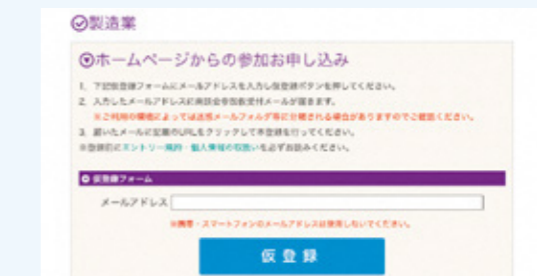 製造業
ホームページからの参加お申し込み
1、下記仮登録フォームにメールアドレスを入力し仮登録ボタンを押してください。
2、入力したメールアドレスに商談会参加仮受付メールが届きます。
※ご利用の環境によっては迷惑メールフォルダ等に分類される場合がありますのでご確認ください。
3、届いたメールに記載のURLをクリックして本登録を行ってください。
※登録前にエントリー規約・個人情報の取扱いを必ずお読みください。
仮登録フォーム
メールアドレス
※携帯・スマートフォンのメールアドレスは使用しないでください。
仮登録